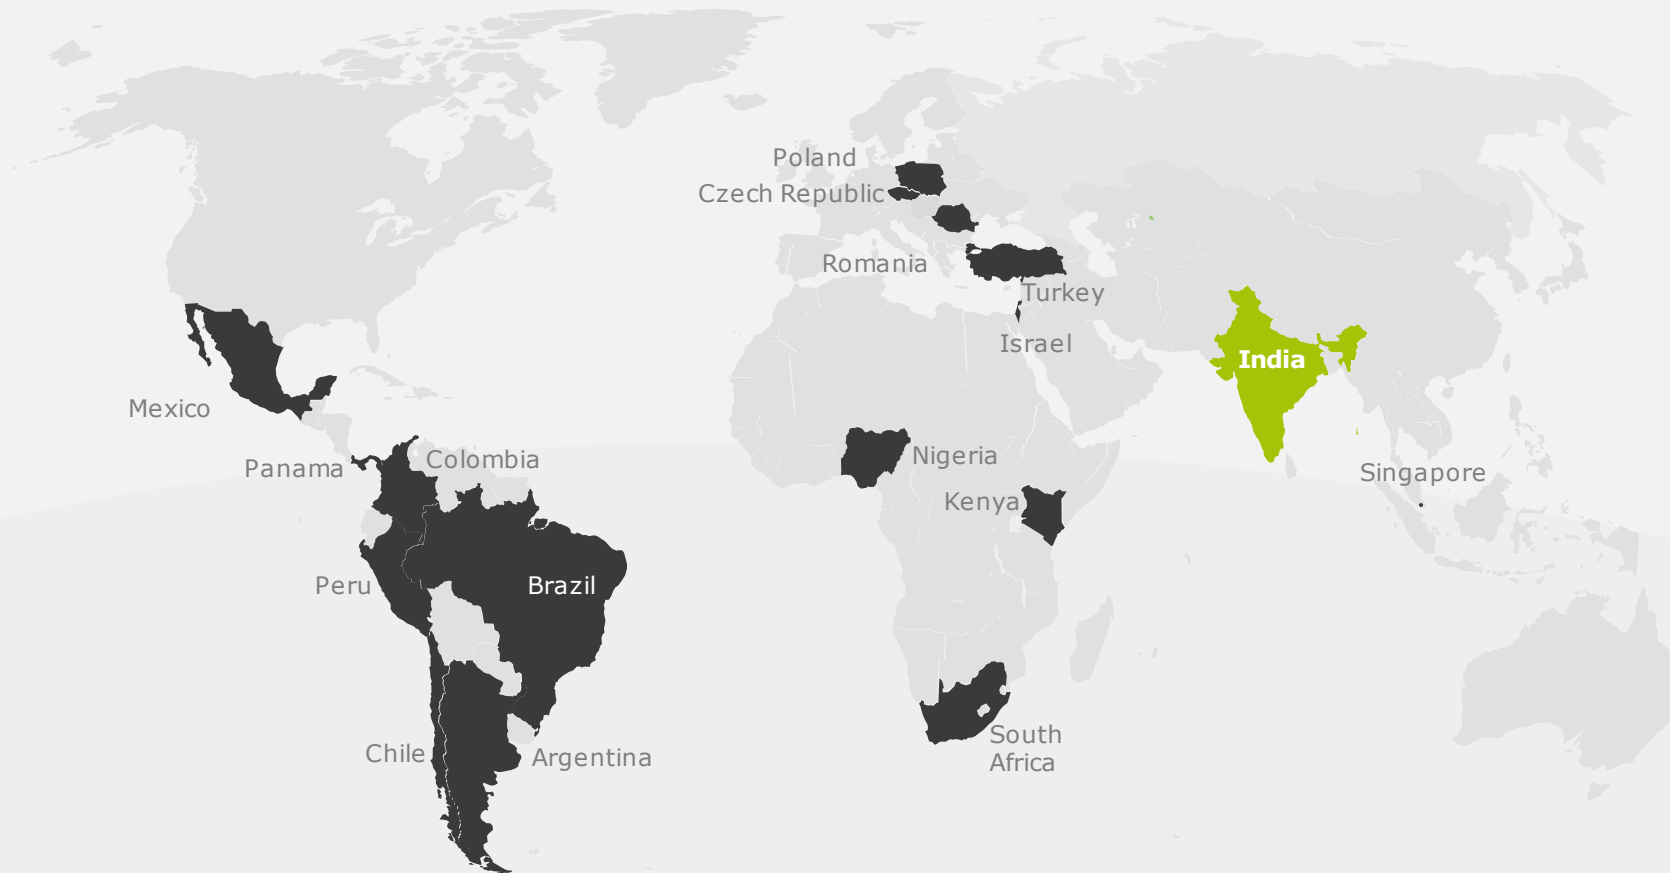 Poland
Czech Republic
Romania
Turkey
Israel
India
Mexico
Panama
Colombia
Nigeria
Singapore
Kenya
Peru
Brazil
Chile
Argentina
South
Africa